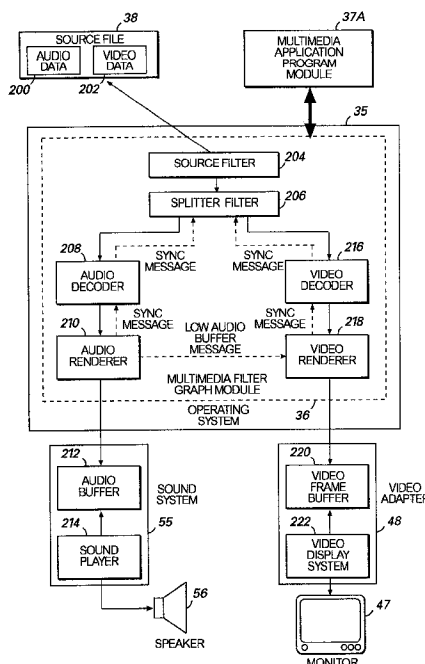 38
SOURCE FILE
AUDIO
DATA
VIDEO
DATA
200
202
37A
MULTIMEDIA
APPLICATION
PROGRAM
MODULE
35
SOURCE FILTER
204
SPLITTER FILTER
206
208
AUDIO
DECODER
SYNC
MESSAGE
SYNC
MESSAGE
216
VIDEO
DECODER
210
AUDIO
RENDERER
SYNC
MESSAGE
LOW AUDIO
BUFFER
MESSAGE
SYNC
MESSAGE
218
VIDEO
RENDERER
MULTIMEDIA FILTER
GRAPH MODULE
36
OPERATING
SYSTEM
212
AUDIO
BUFFER
SOUND
SYSTEM
214
SOUND
PLAYER
55
56
SPEAKER
220
VIDEO
FRAME
BUFFER
VIDEO
ADAPTER
222
VIDEO
DISPLAY
SYSTEM
48
47
MONITOR